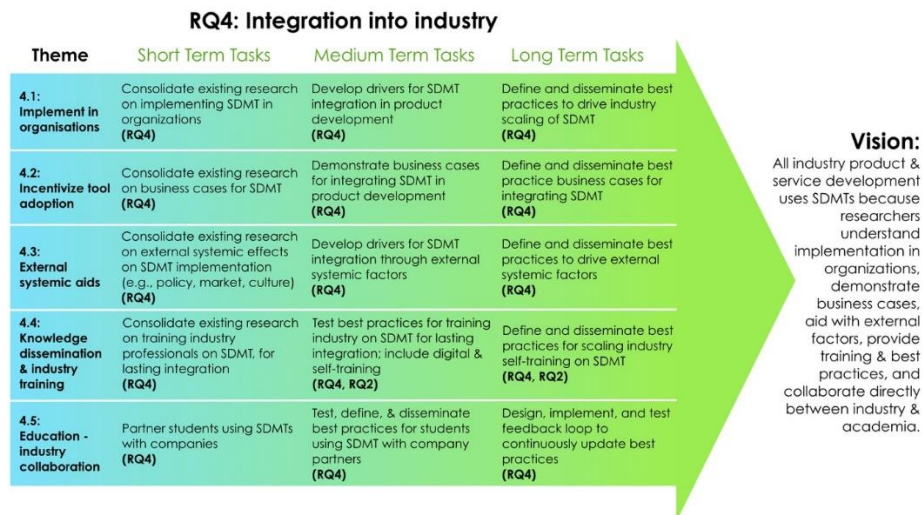 RQ4: Integration into industry
Theme
Short Term Tasks
Medium Term Tasks
Long Term Tasks
4.1:
Implement in
organisations
Consolidate existing research
on implementing SDMT in
organizations
(RQ4)
Develop drivers for SDMT
integration in product
development
(RQ4)
Define and disseminate best
practices to drive industry
scaling of SDMT
(RQ4)
4.2:
Incentivize tool
adoption
Consolidate existing research
on business cases for SDMT
(RQ4)
Demonstrate business cases
for integrating SDMT in
product development
(RQ4)
Define and disseminate best
practice business cases for
integrating SDMT
(RQ4)
4.3:
External
systemic aids
Consolidate existing research
on external systemic effects
on SDMT implementation
(e.g., policy, market, culture)
(RQ4)
Develop drivers for SDMT
integration through external
systemic factors
(RQ4)
Define and disseminate best
practices to drive external
systemic factors
(RQ4)
4.4:
Knowledge
dissemination
& industry
training
Consolidate existing research
on training industry
professionals on SDMT, for
lasting integration
(RQ4)
Test best practices for training
industry on SDMT for lasting
integration; include digital &
self-training
(RQ4, RQ2)
Define and disseminate best
practices for scaling industry
self-training on SDMT
(RQ4, RQ2)
4.5:
Education -
industry
collaboration
Partner students using SDMTs
with companies
(RQ4)
Test, define, & disseminate
best practices for students
using SDMT with company
partners
(RQ4)
Design, implement, and test
feedback loop to
continuously update best
practices
(RQ4)
Vision:
All industry product &
service development
uses SDMTs because
researchers
understand
implementation in
organizations,
demonstrate
business cases,
aid with external
factors, provide
training & best
practices, and
collaborate directly
between industry &
academia.